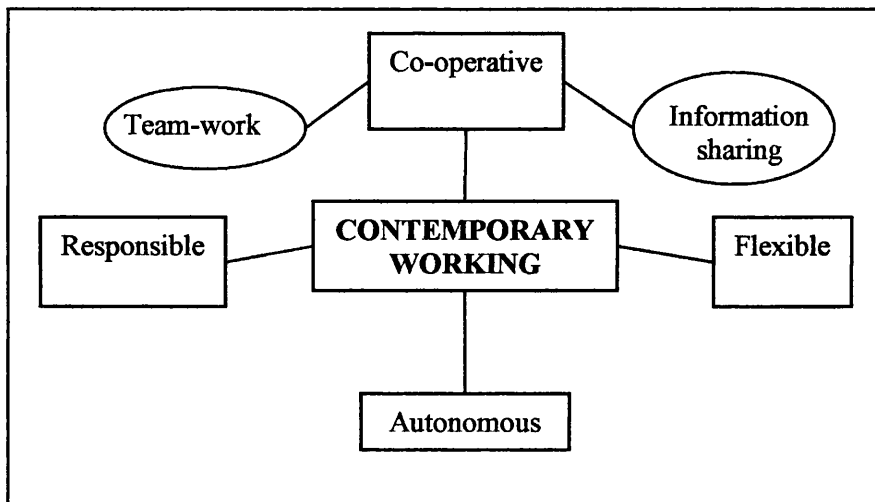 Co-operative
Team-work
Information
sharing
CONTEMPORARY
WORKING
Responsible
Flexible
Autonomous